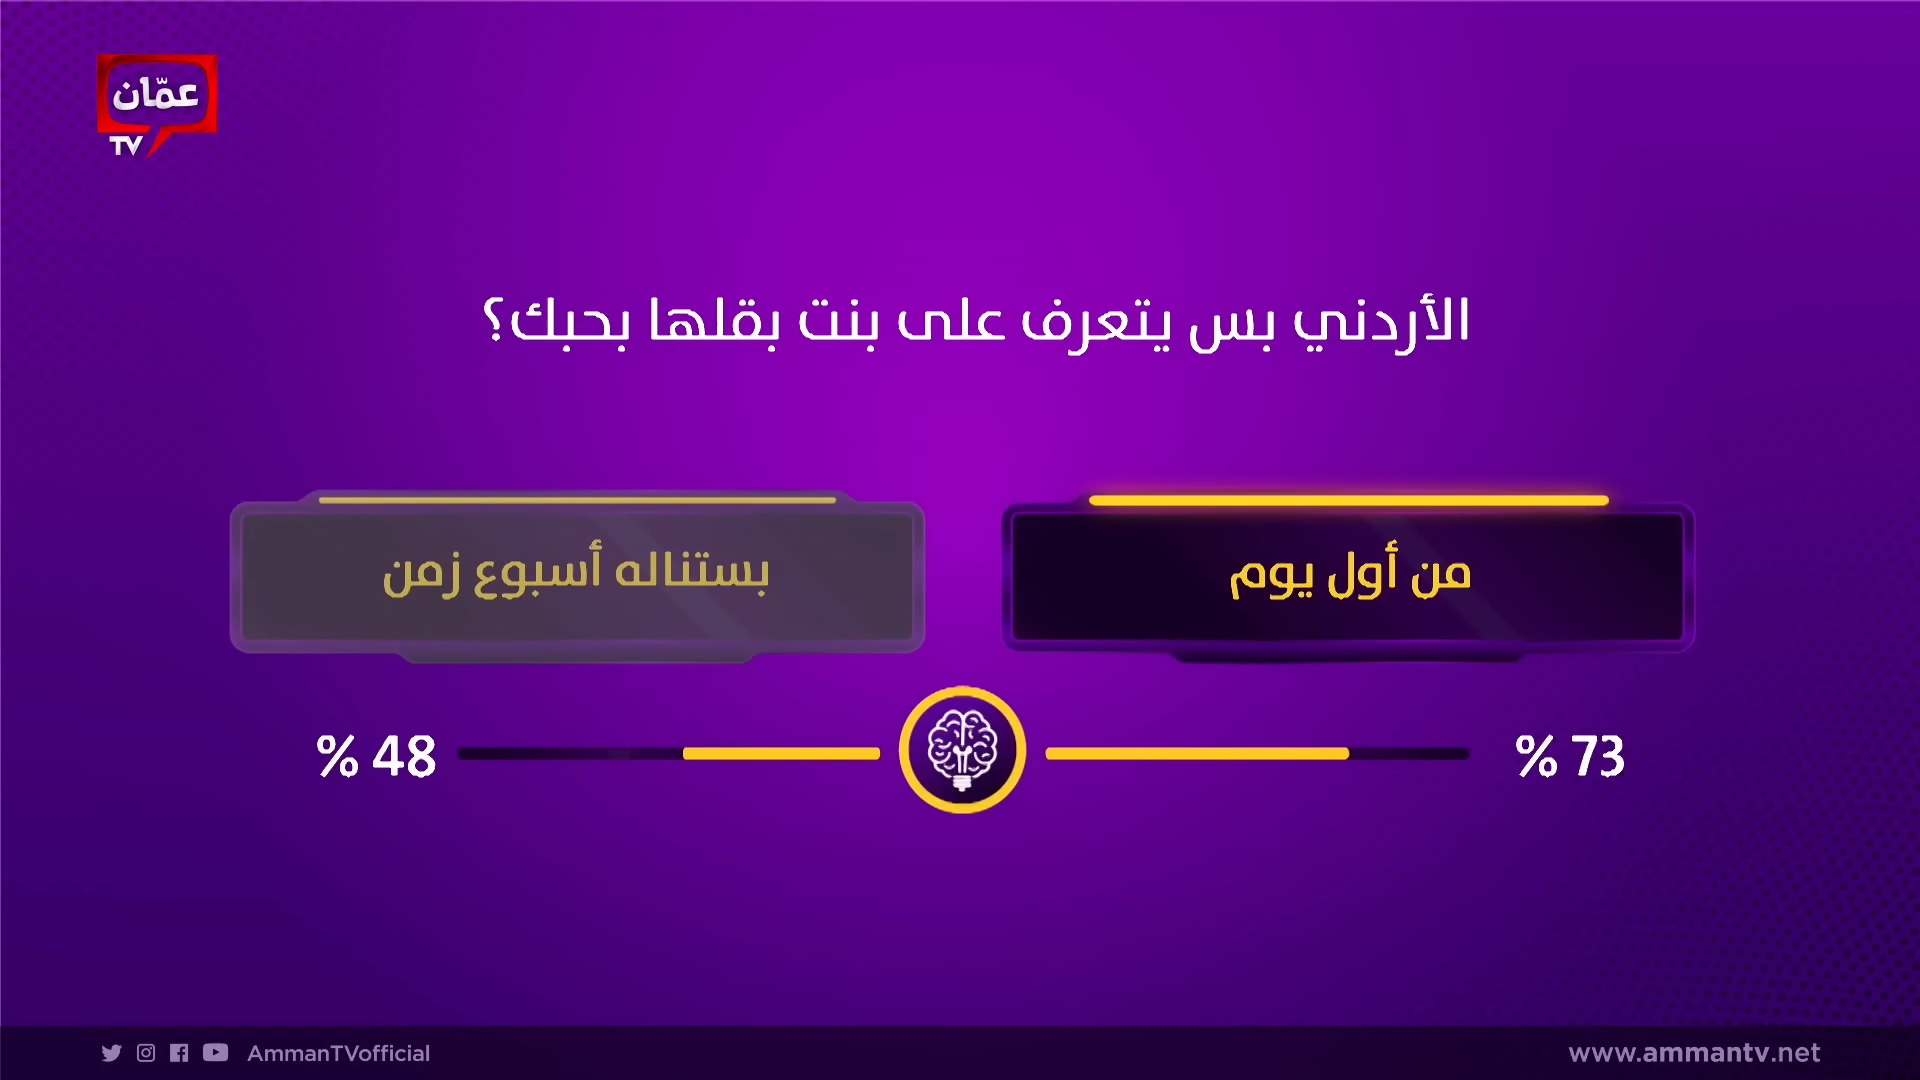 عمّان
TV
الأردني بس يتعرف على بنت بقلها بحبك؟
من أول يوم
بستناله أسبوع زمن
73 %
48 %
AmmanTVofficial
www.ammantv.net